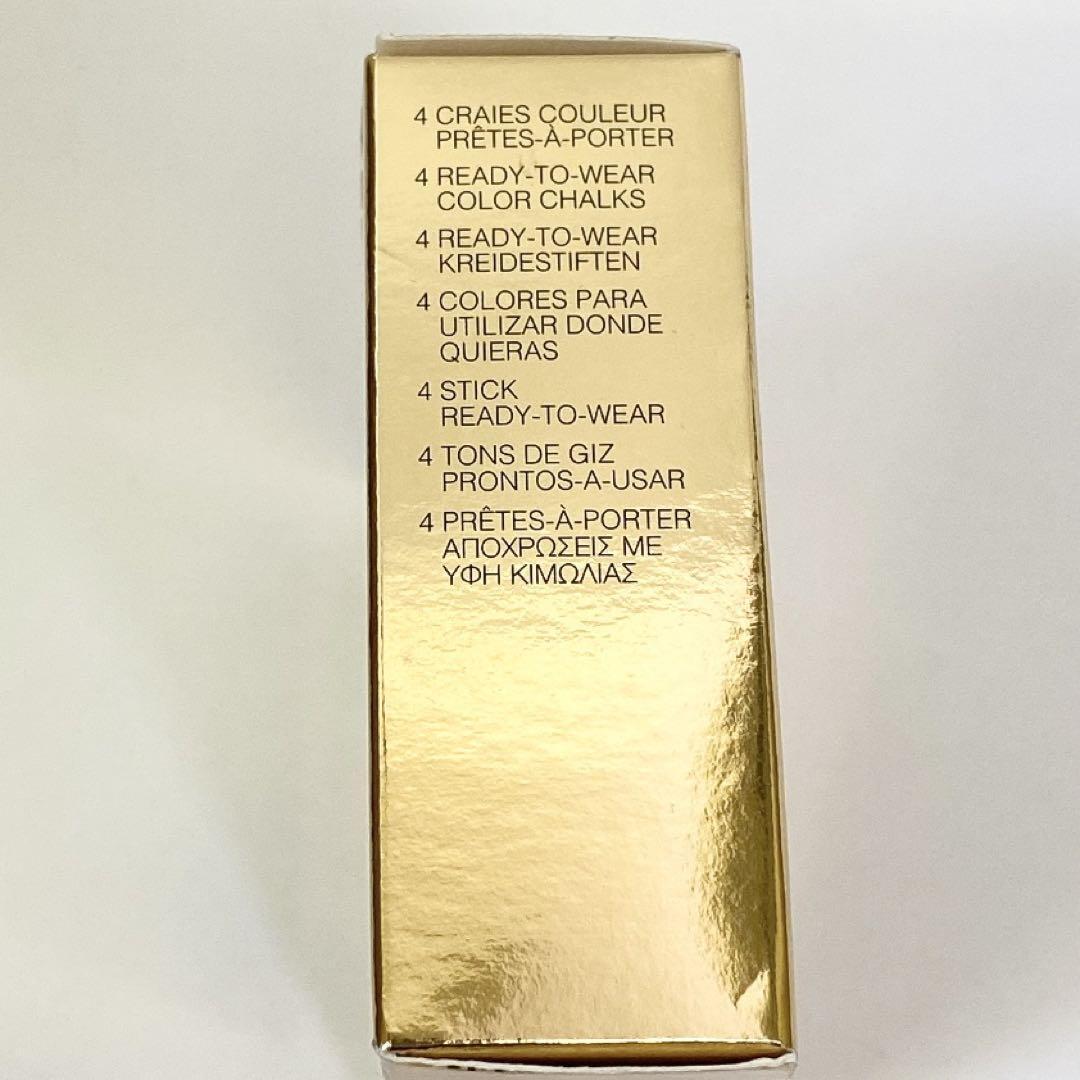 4 CRAIES COULEUR
PRÊTES-À-PORTER
4 READY-TO-WEAR
COLOR CHALKS
4 READY-TO-WEAR
KREIDESTIFTEN
4 COLORES PARA
UTILIZAR DONDE
QUIERAS
4 STICK
READY-TO-WEAR
4 TONS DE GIZ
PRONTOS-A-USAR
4 PRÊTES-À-PORTER
ΑΠΟΧΡΩΣΕΙΣ ΜΕ
ΥΦΗ ΚΙΜΩΛΙΑΣ